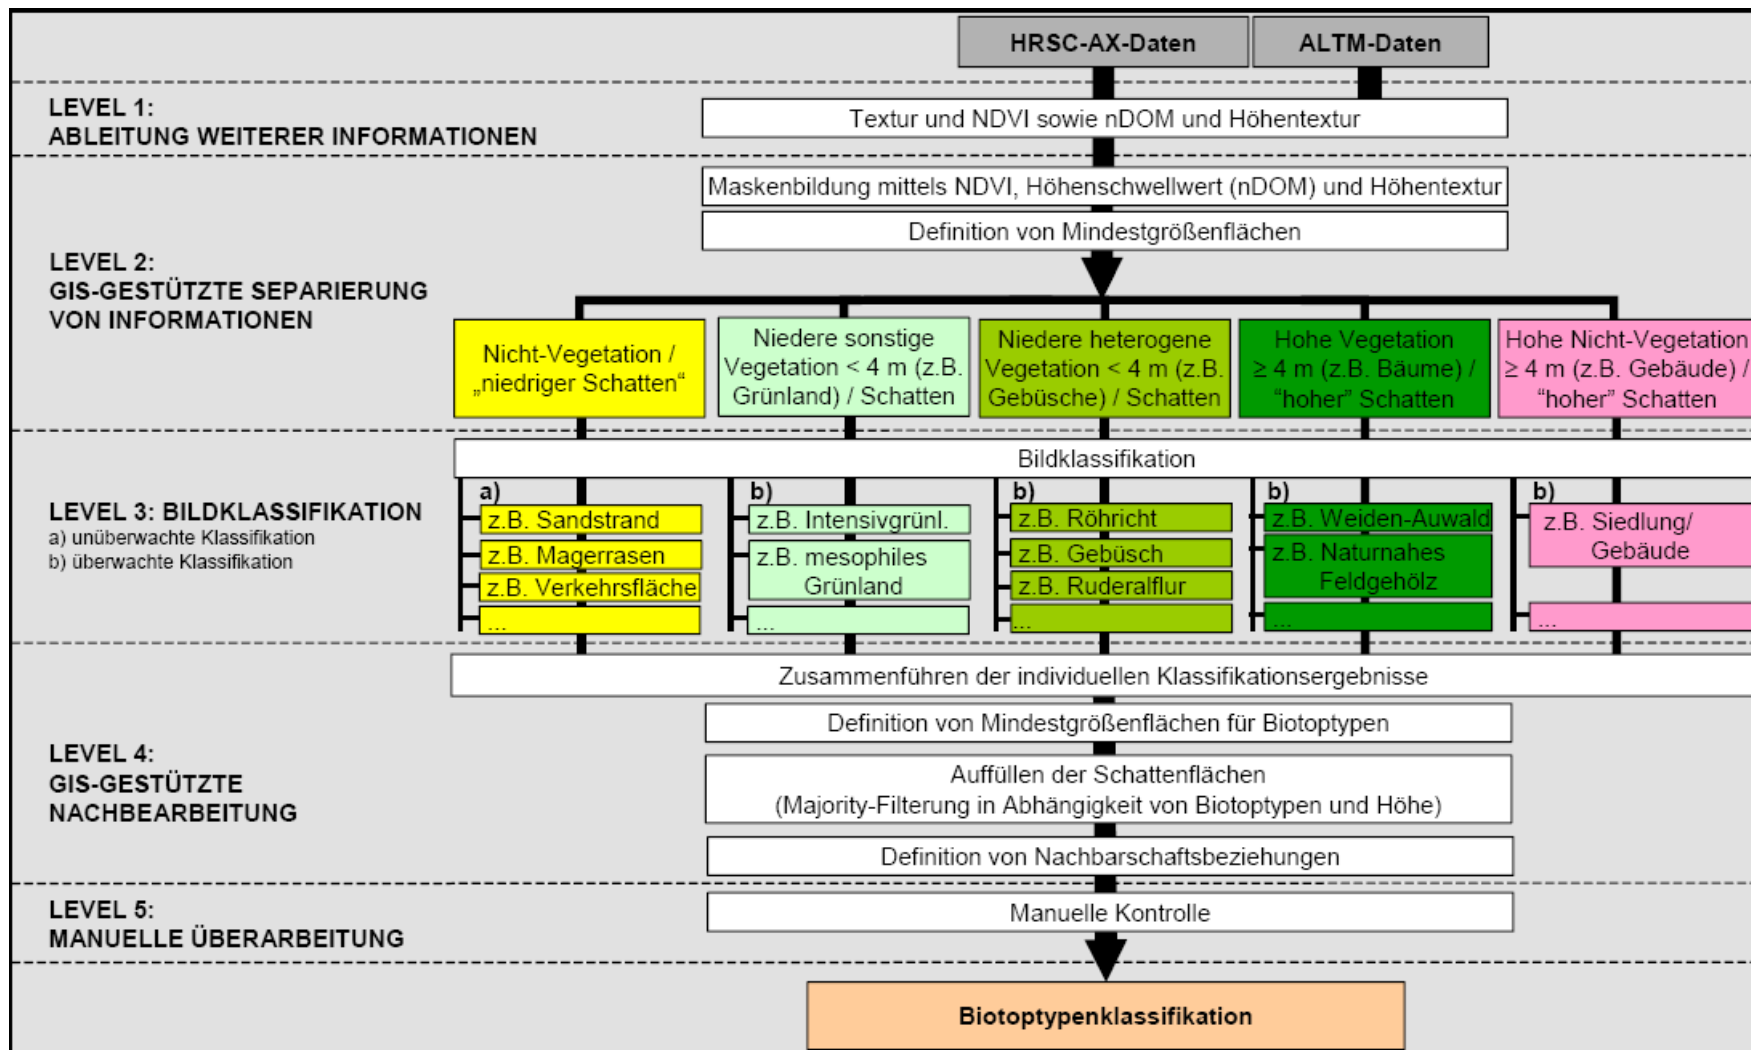 HRSC-AX-Daten
ALTM-Daten
LEVEL 1:
ABLEITUNG WEITERER INFORMATIONEN
Textur und NDVI sowie nDOM und Höhentextur
Maskenbildung mittels NDVI, Höhenschwellwert (nDOM) und Höhentextur
Definition von Mindestgrößenflächen
LEVEL 2:
GIS-GESTÜTZTE SEPARIERUNG
VON INFORMATIONEN
Nicht-Vegetation /
„niedriger Schatten“
Niedere sonstige
Vegetation < 4 m (z.B.
Grünland) / Schatten
Niedere heterogene
Vegetation < 4 m (z.B.
Gebüsche) / Schatten
Hohe Vegetation
≥ 4 m (z.B. Bäume) /
“hoher” Schatten
Hohe Nicht-Vegetation
≥ 4 m (z.B. Gebäude) /
“hoher” Schatten
Bildklassifikation
LEVEL 3: BILDKLASSIFIKATION
a) unüberwachte Klassifikation
b) überwachte Klassifikation
a)
z.B. Sandstrand
z.B. Magerrasen
z.B. Verkehrsfläche
...
b)
z.B. Intensivgrünl.
z.B. mesophiles
Grünland
...
b)
z.B. Röhricht
z.B. Gebüsch
z.B. Ruderalflur
...
b)
z.B. Weiden-Auwald
z.B. Naturnahes
Feldgehölz
...
b)
z.B. Siedlung/
Gebäude
...
Zusammenführen der individuellen Klassifikationsergebnisse
Definition von Mindestgrößenflächen für Biotoptypen
LEVEL 4:
GIS-GESTÜTZTE
NACHBEARBEITUNG
Auffüllen der Schattenflächen
(Majority-Filterung in Abhängigkeit von Biotoptypen und Höhe)
Definition von Nachbarschaftsbeziehungen
LEVEL 5:
MANUELLE ÜBERARBEITUNG
Manuelle Kontrolle
Biotoptypenklassifikation